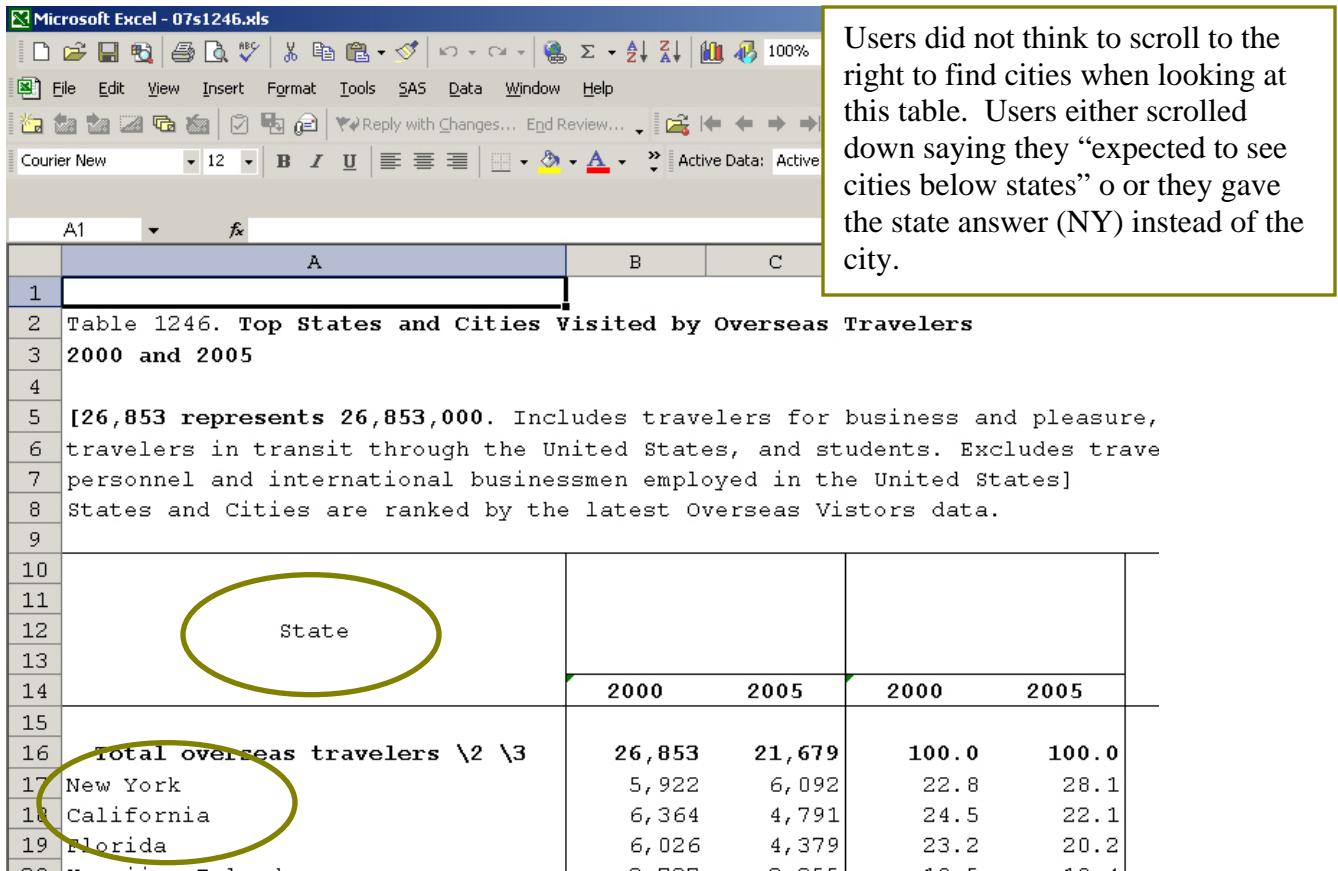 Microsoft Excel - 07s1246.xls
100%
File Edit View Insert Format Tools SAS Data Window Help
Reply with Changes... End Review...
Courier New 12 B I U A » Active Data: Active
A1 fx
A B C
1
2 Table 1246. Top States and Cities Visited by Overseas Travelers
3 2000 and 2005
4
5 [26,853 represents 26,853,000. Includes travelers for business and pleasure,
6 travelers in transit through the United States, and students. Excludes trave
7 personnel and international businessmen employed in the United States]
8 States and Cities are ranked by the latest Overseas Vistors data.
9
10
11
12 State
13
14 2000 2005 2000 2005
15
16 Total overseas travelers \2 \3 26,853 21,679 100.0 100.0
17 New York 5,922 6,092 22.8 28.1
18 California 6,364 4,791 24.5 22.1
19 Florida 6,026 4,379 23.2 20.2
Users did not think to scroll to the
right to find cities when looking at
this table. Users either scrolled
down saying they “expected to see
cities below states” o or they gave
the state answer (NY) instead of the
city.